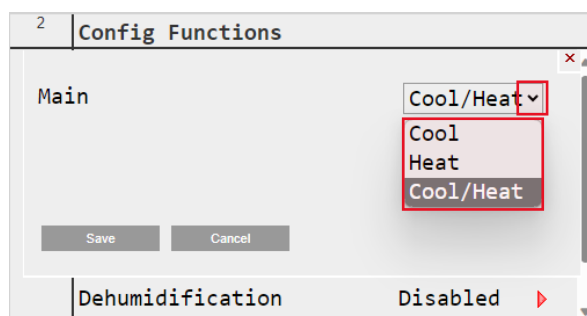 2 Config Functions
Main Cool/Heat
Cool
Heat
Cool/Heat
Save Cancel
Dehumidification Disabled